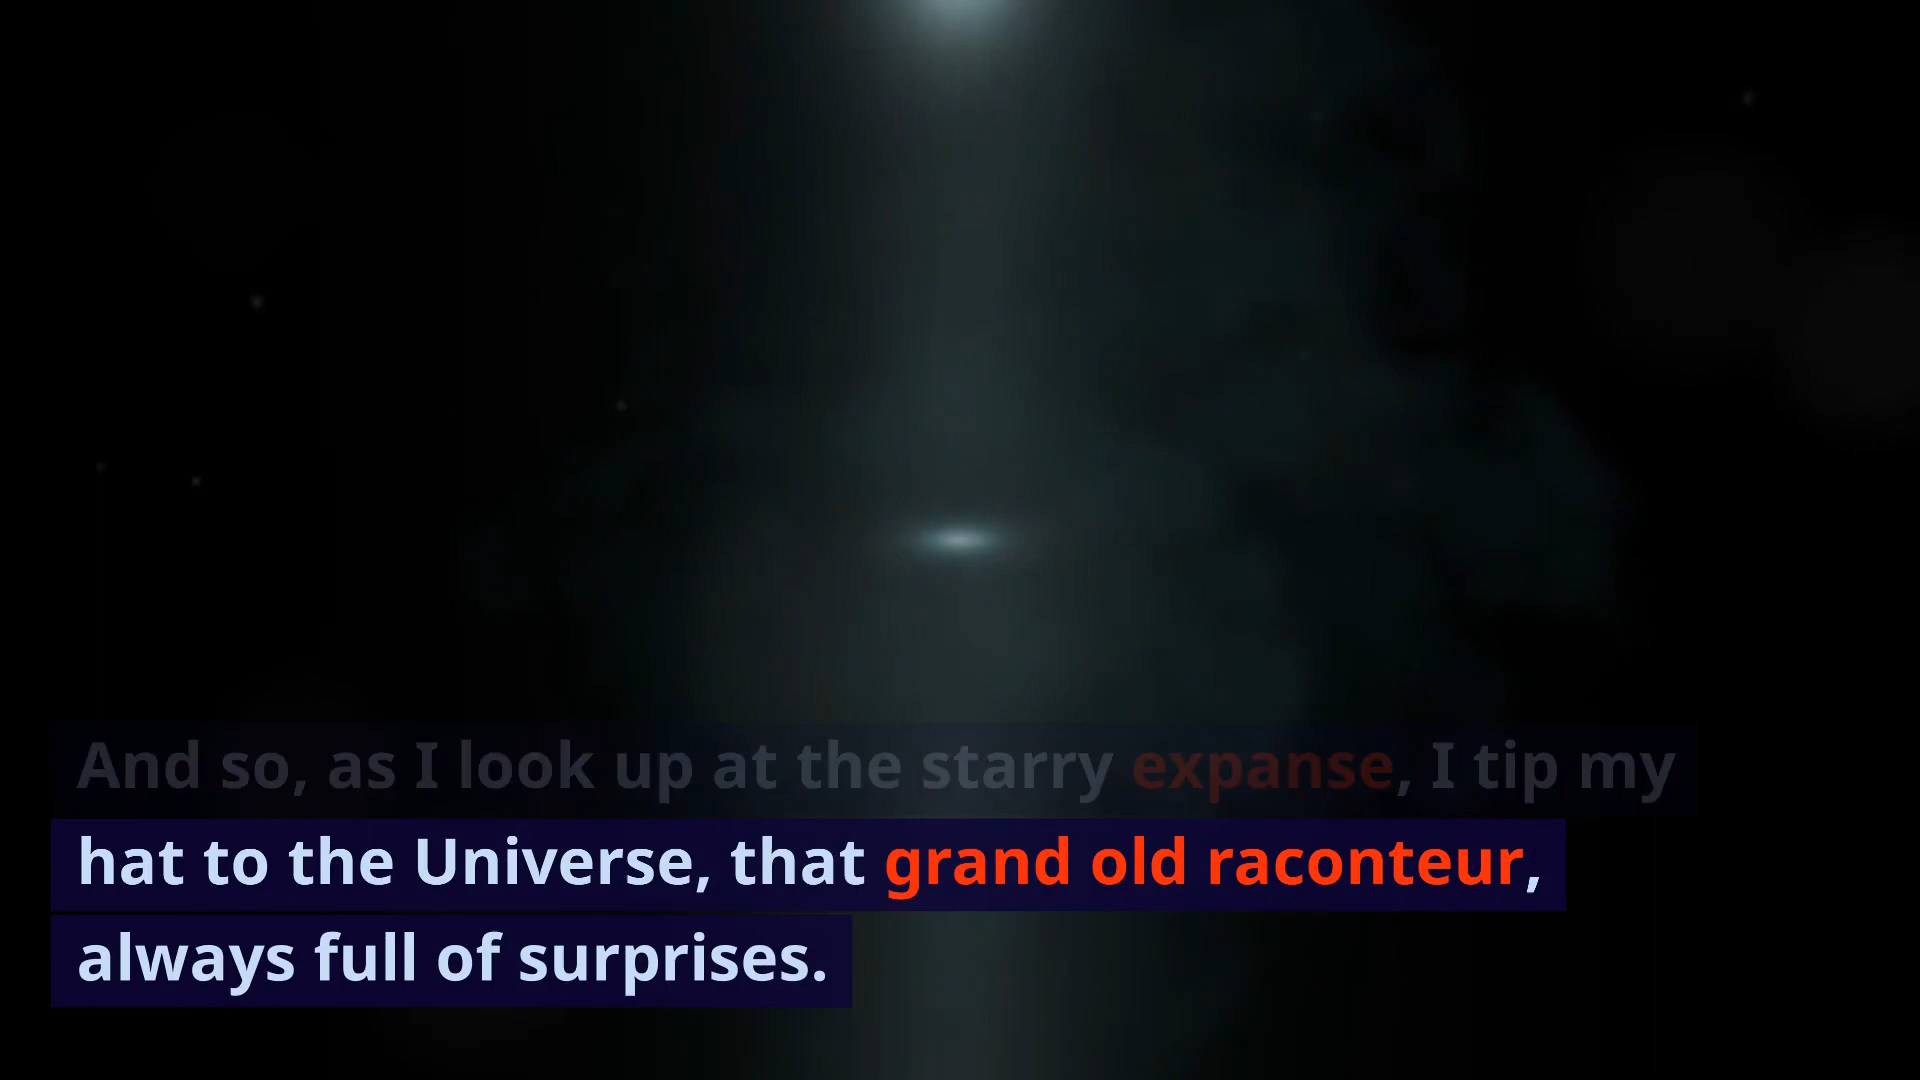 And so, as I look up at the starry expanse, I tip my
hat to the Universe, that grand old raconteur,
always full of surprises.